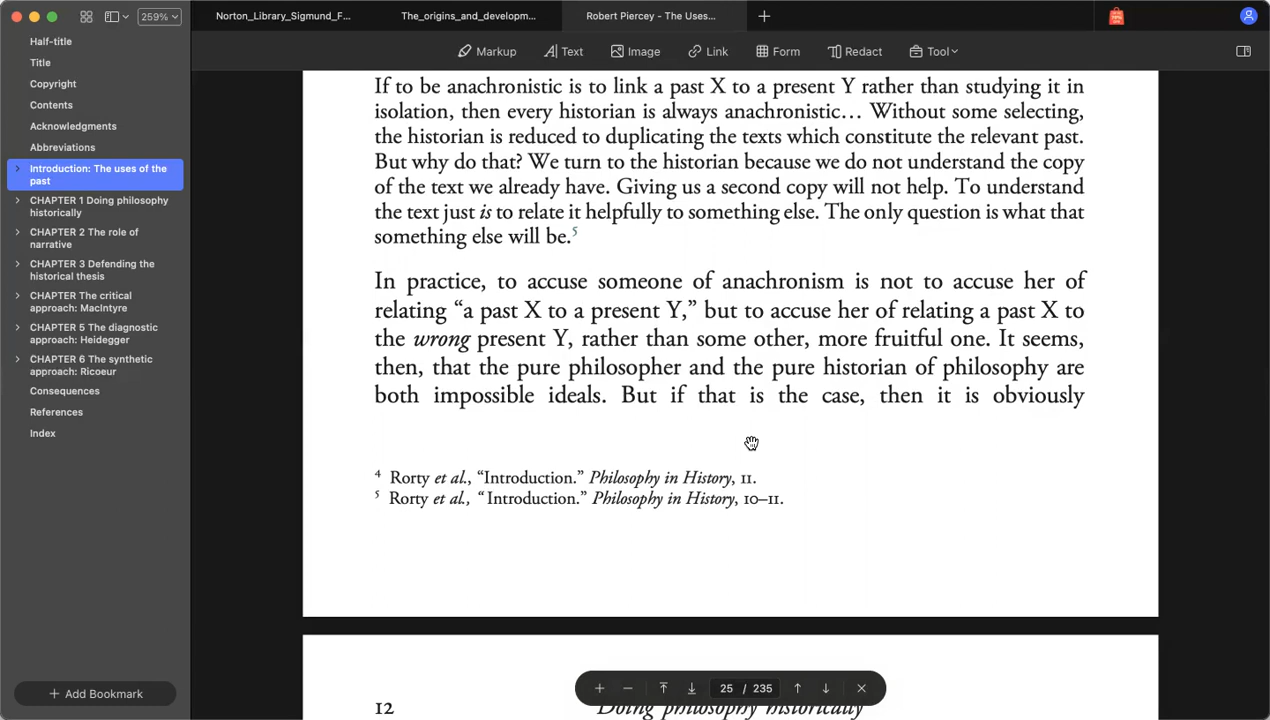 259%
Norton_Library_Sigmund_F...
The_origins_and_developm...
Robert Piercey - The Uses...
Markup
Text
Image
Link
Form
Redact
Tool
Half-title
Title
Copyright
Contents
Acknowledgments
Abbreviations
Introduction: The uses of the
past
CHAPTER 1 Doing philosophy
historically
CHAPTER 2 The role of
narrative
CHAPTER 3 Defending the
historical thesis
CHAPTER The critical
approach: MacIntyre
CHAPTER 5 The diagnostic
approach: Heidegger
CHAPTER 6 The synthetic
approach: Ricoeur
Consequences
References
Index
+ Add Bookmark
If to be anachronistic is to link a past X to a present Y rather than studying it in
isolation, then every historian is always anachronistic… Without some selecting,
the historian is reduced to duplicating the texts which constitute the relevant past.
But why do that? We turn to the historian because we do not understand the copy
of the text we already have. Giving us a second copy will not help. To understand
the text just is to relate it helpfully to something else. The only question is what that
something else will be.5
In practice, to accuse someone of anachronism is not to accuse her of
relating “a past X to a present Y,” but to accuse her of relating a past X to
the wrong present Y, rather than some other, more fruitful one. It seems,
then, that the pure philosopher and the pure historian of philosophy are
both impossible ideals. But if that is the case, then it is obviously
4 Rorty et al., “Introduction.” Philosophy in History, 11.
5 Rorty et al., “Introduction.” Philosophy in History, 10–11.
25 / 235
12 Doing philosophy historically